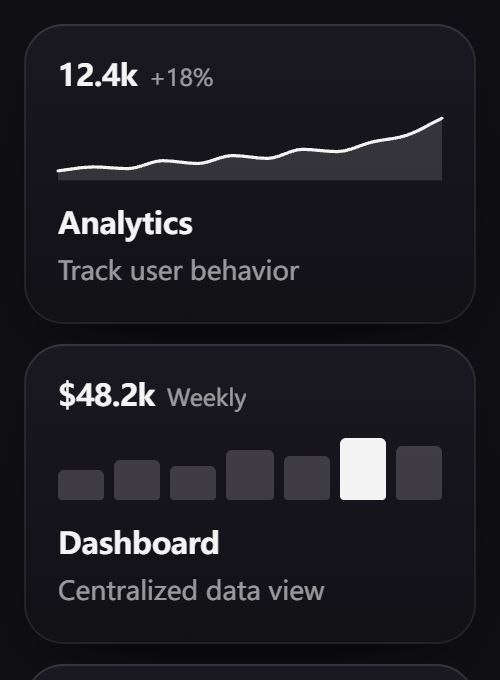 12.4k +18%
Analytics
Track user behavior
$48.2k Weekly
Dashboard
Centralized data view